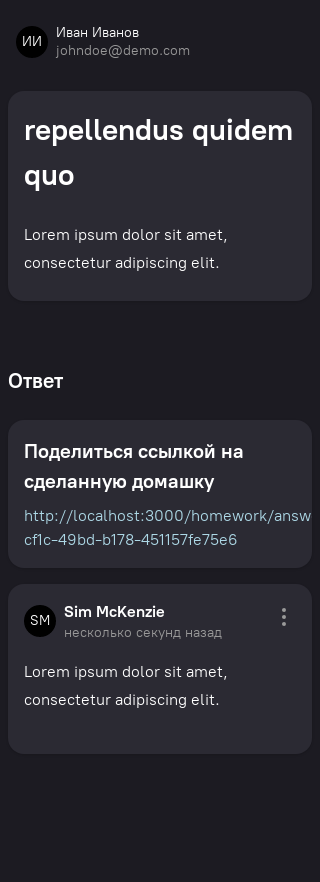 ИИ
Иван Иванов
johndoe@demo.com
repellendus quidem
quo
Lorem ipsum dolor sit amet,
consectetur adipiscing elit.
Ответ
Поделиться ссылкой на
сделанную домашку
http://localhost:3000/homework/answ
cf1c-49bd-b178-451157fe75e6
SM
Sim McKenzie
несколько секунд назад
Lorem ipsum dolor sit amet,
consectetur adipiscing elit.